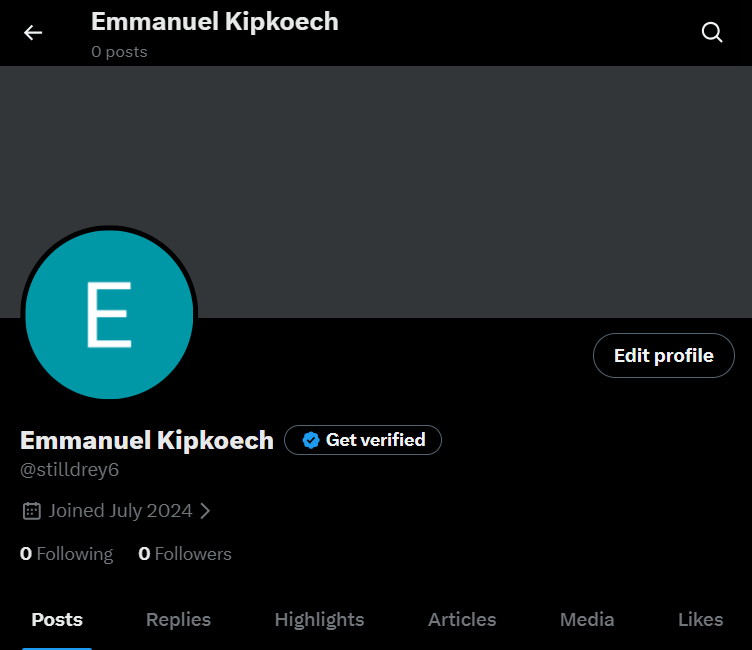 Emmanuel Kipkoech
0 posts
E
Edit profile
Emmanuel Kipkoech Get verified
@stilldrey6
Joined July 2024
0 Following 0 Followers
Posts Replies Highlights Articles Media Likes